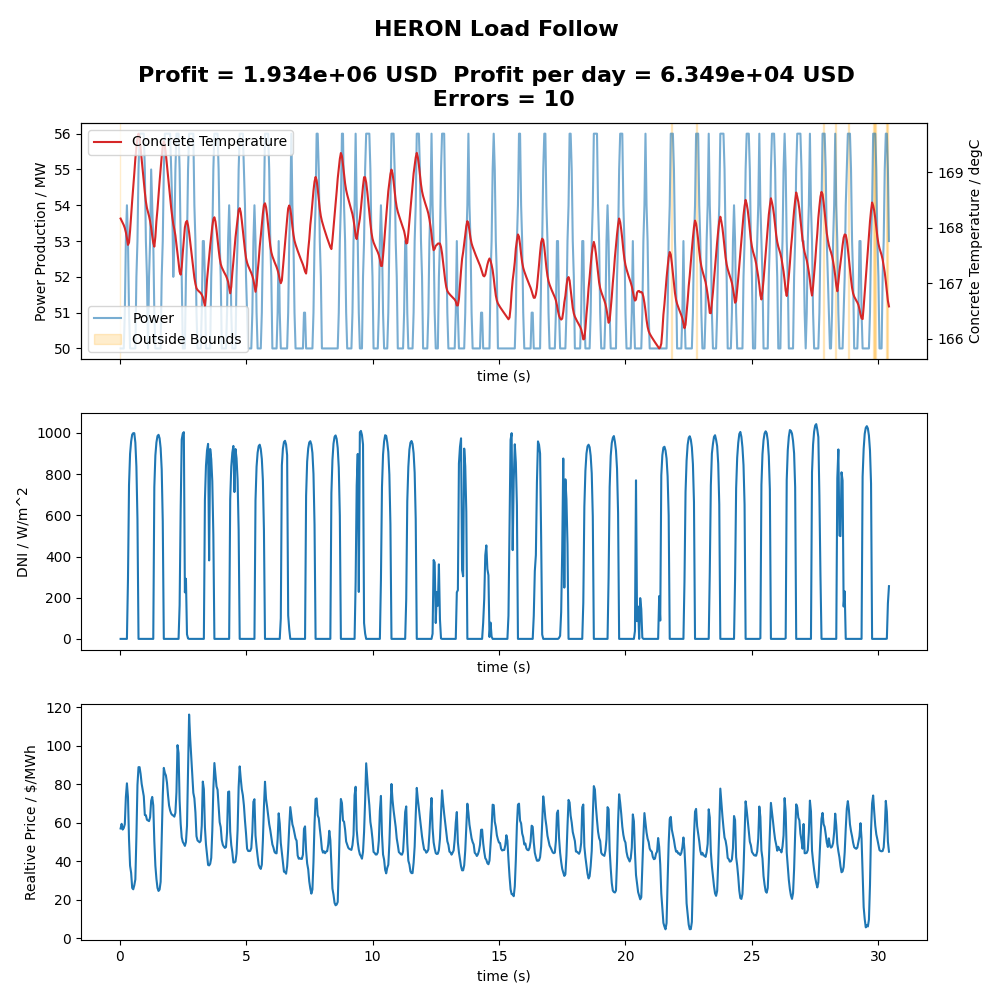 HERON Load Follow
Profit = 1.934e+06 USD  Profit per day = 6.349e+04 USD
Errors = 10
Power Production / MW
56
55
54
53
52
51
50
Concrete Temperature
Power
Outside Bounds
169
168
167
166
Concrete Temperature / degC
time (s)
DNI / W/m^2
1000
800
600
400
200
0
time (s)
Realtive Price / $/MWh
120
100
80
60
40
20
0
0 5 10 15 20 25 30
time (s)